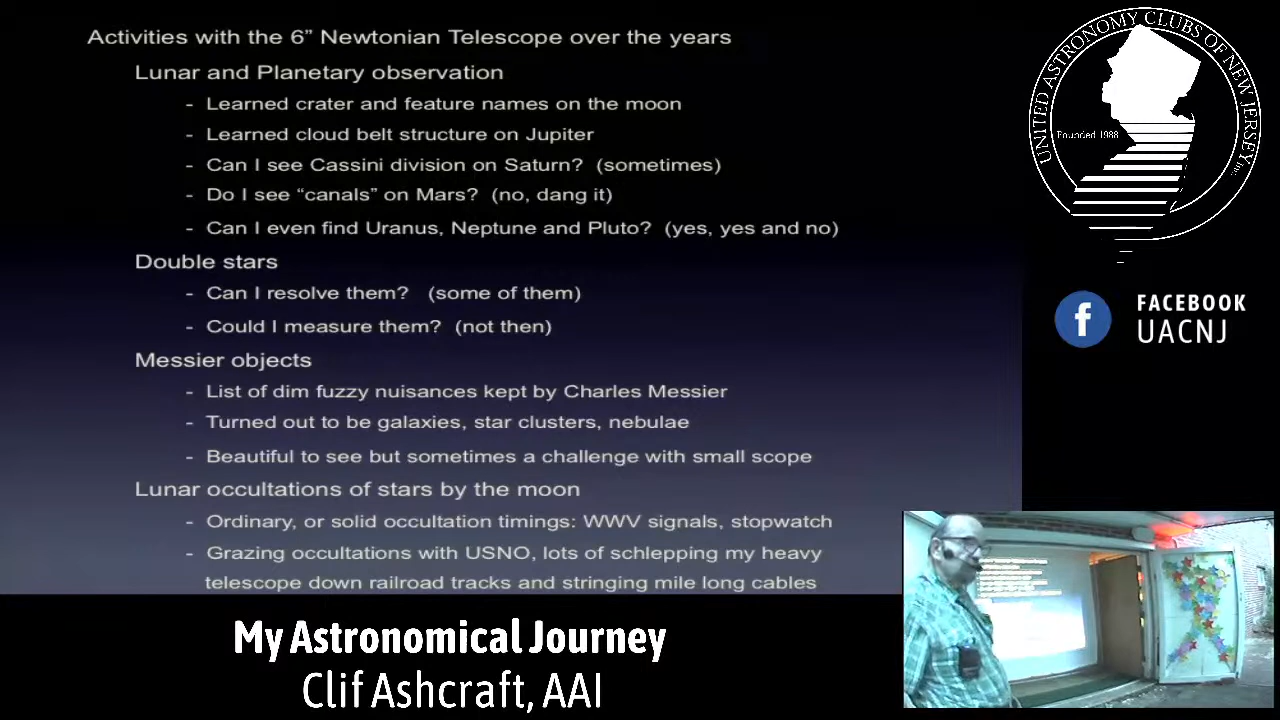 Activities with the 6” Newtonian Telescope over the years
Lunar and Planetary observation
- Learned crater and feature names on the moon
- Learned cloud belt structure on Jupiter
- Can I see Cassini division on Saturn? (sometimes)
- Do I see “canals” on Mars? (no, dang it)
- Can I even find Uranus, Neptune and Pluto? (yes, yes and no)
Double stars
- Can I resolve them? (some of them)
- Could I measure them? (not then)
Messier objects
- List of dim fuzzy nuisances kept by Charles Messier
- Turned out to be galaxies, star clusters, nebulae
- Beautiful to see but sometimes a challenge with small scope
Lunar occultations of stars by the moon
- Ordinary, or solid occultation timings: WWV signals, stopwatch
- Grazing occultations with USNO, lots of schlepping my heavy
telescope down railroad tracks and stringing mile long cables
UNITED ASTRONOMY CLUBS OF NEW JERSEY, Inc.
Founded 1988
f
FACEBOOK
UACNJ
My Astronomical Journey
Clif Ashcraft, AAI